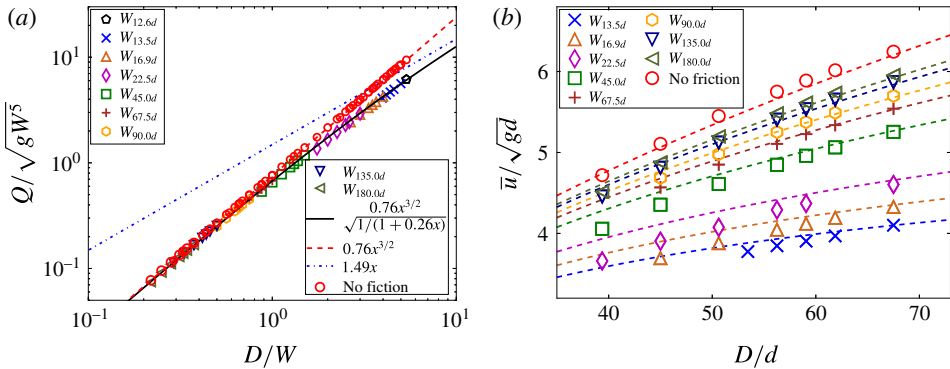 (a)
Q/√gW⁵
10¹
10⁰
10⁻¹
W12.6d
W13.5d
W16.9d
W22.5d
W45.0d
W67.5d
W90.0d
W135.0d
W180.0d
0.76x^3/2
√1/(1 + 0.26x)
0.76x^3/2
1.49x
No fiction
10⁻¹ 10⁰ 10¹
D/W
(b)
u̅/√gd
6
5
4
W13.5d
W16.9d
W22.5d
W45.0d
W67.5d
W90.0d
W135.0d
W180.0d
No friction
40 50 60 70
D/d